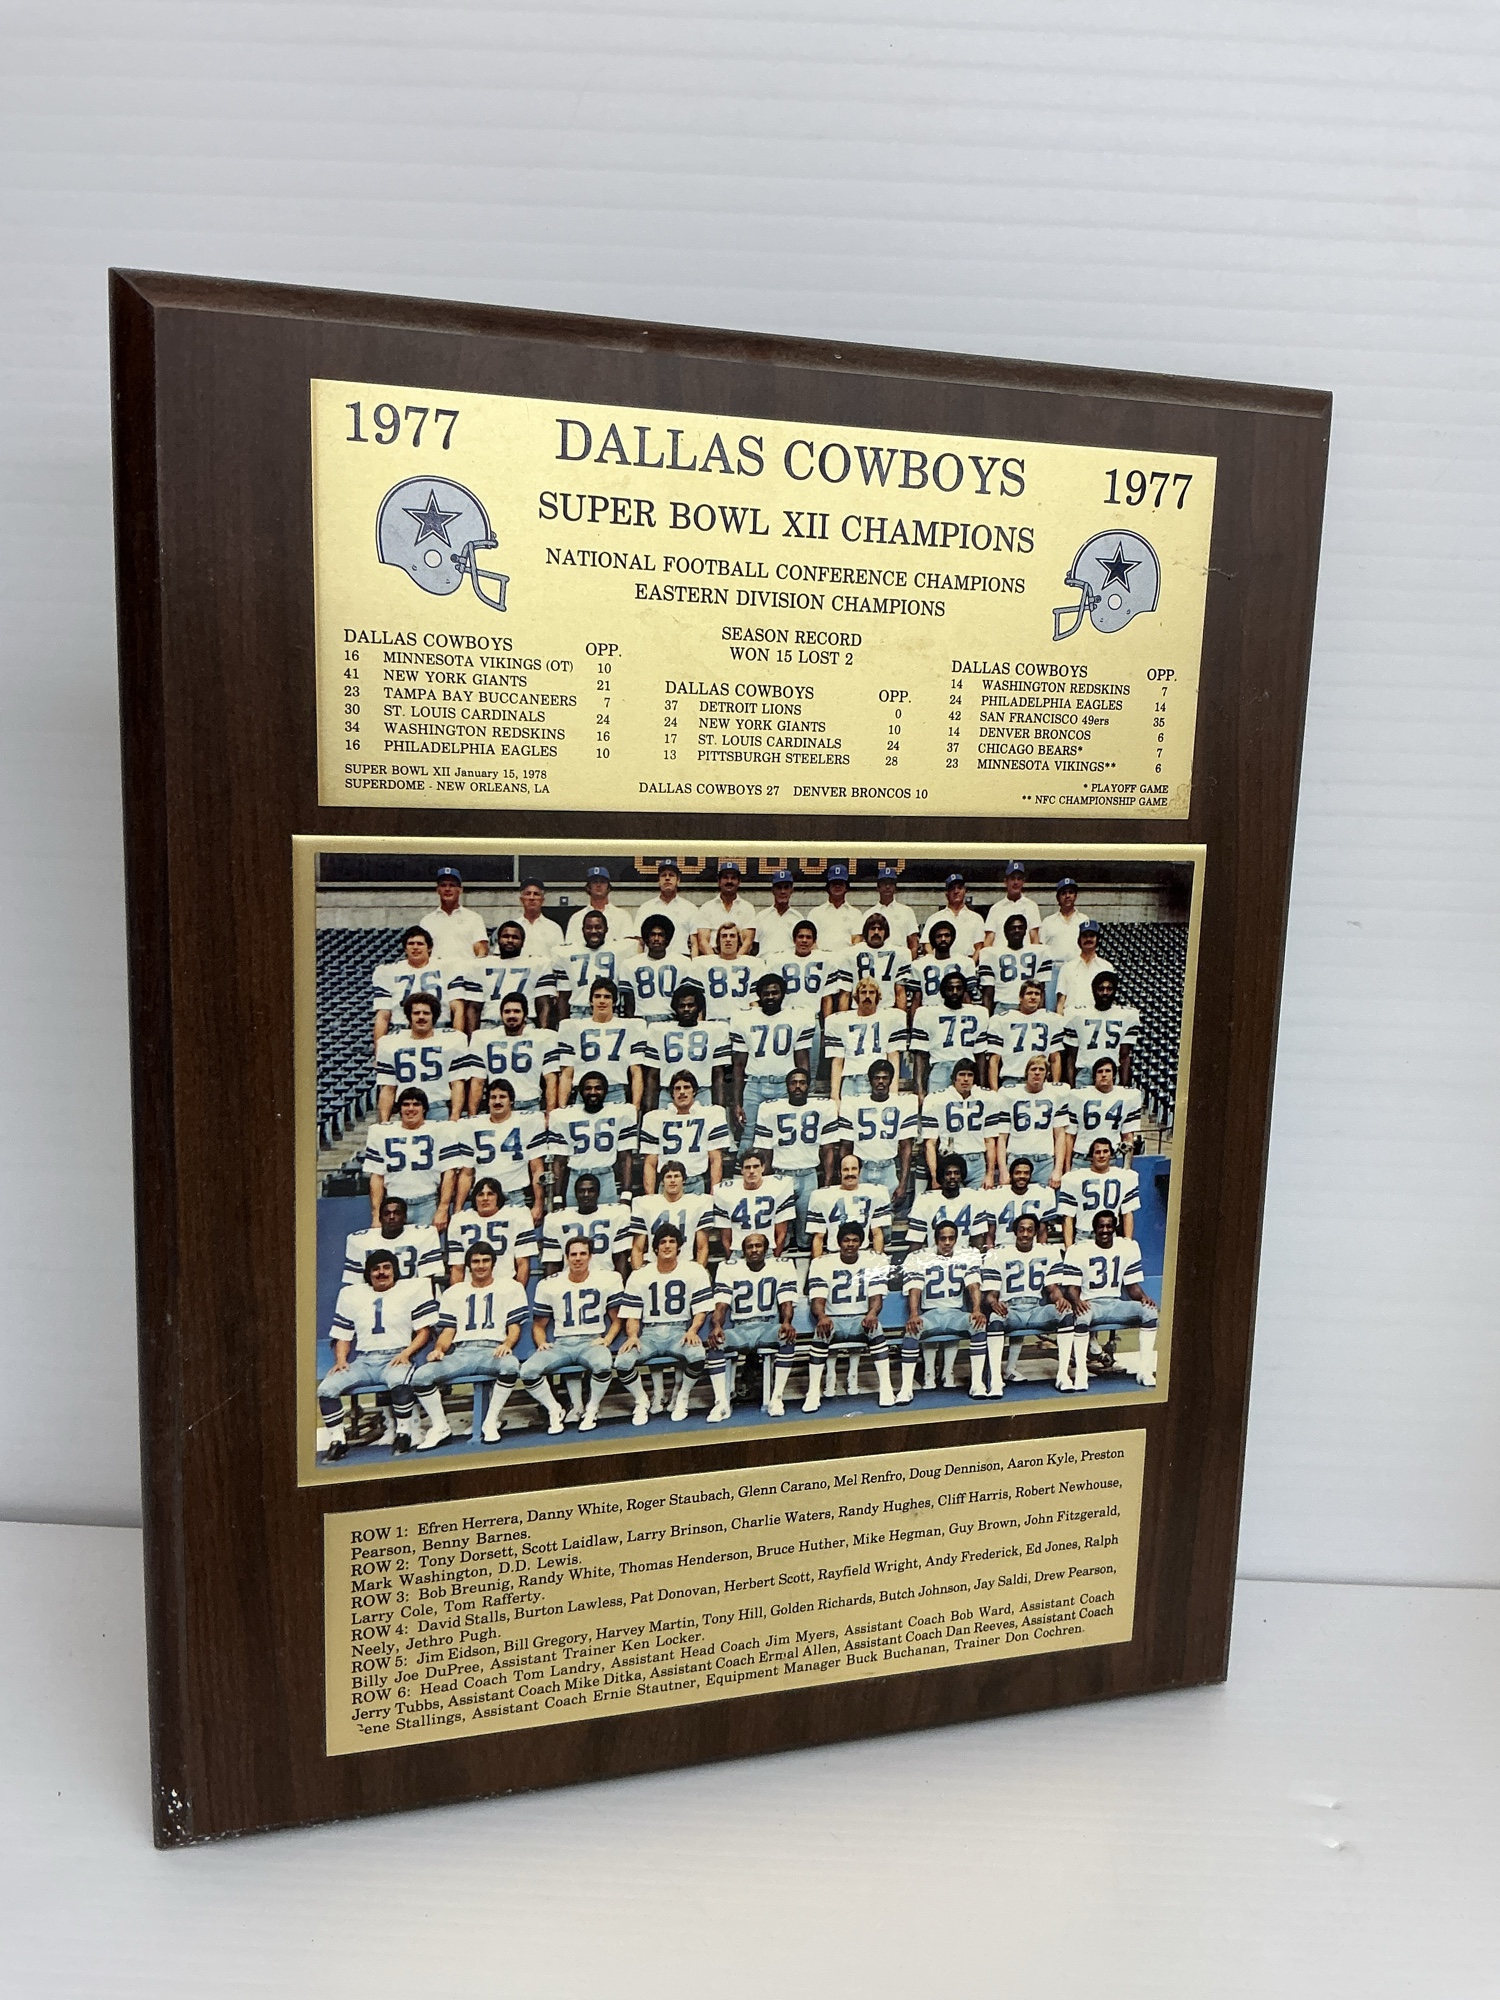 1977
DALLAS COWBOYS
1977
SUPER BOWL XII CHAMPIONS
NATIONAL FOOTBALL CONFERENCE CHAMPIONS
EASTERN DIVISION CHAMPIONS
SEASON RECORD
WON 15 LOST 2
DALLAS COWBOYS OPP.
16 MINNESOTA VIKINGS (OT) 10
41 NEW YORK GIANTS 21
23 TAMPA BAY BUCCANEERS 7
30 ST. LOUIS CARDINALS 24
34 WASHINGTON REDSKINS 16
16 PHILADELPHIA EAGLES 10
DALLAS COWBOYS OPP.
37 DETROIT LIONS 0
24 NEW YORK GIANTS 10
17 ST. LOUIS CARDINALS 24
13 PITTSBURGH STEELERS 28
DALLAS COWBOYS OPP.
14 WASHINGTON REDSKINS 7
24 PHILADELPHIA EAGLES 14
42 SAN FRANCISCO 49ers 35
14 DENVER BRONCOS 6
37 CHICAGO BEARS* 7
23 MINNESOTA VIKINGS** 6
SUPER BOWL XII January 15, 1978
SUPERDOME - NEW ORLEANS, LA
DALLAS COWBOYS 27 DENVER BRONCOS 10
* PLAYOFF GAME
** NFC CHAMPIONSHIP GAME
COWBOYS
76 77 79 80 83 86 87 89
65 66 67 68 70 71 72 73 75
53 54 56 57 58 59 62 63 64
35 36 41 42 43 44 46 50
1 11 12 18 20 21 25 26 31
ROW 1: Efren Herrera, Danny White, Roger Staubach, Glenn Carano, Mel Renfro, Doug Dennison, Aaron Kyle, Preston
Pearson, Benny Barnes.
ROW 2: Tony Dorsett, Scott Laidlaw, Larry Brinson, Charlie Waters, Randy Hughes, Cliff Harris, Robert Newhouse,
Mark Washington, D.D. Lewis.
ROW 3: Bob Breunig, Randy White, Thomas Henderson, Bruce Huther, Mike Hegman, Guy Brown, John Fitzgerald,
Larry Cole, Tom Rafferty.
ROW 4: David Stalls, Burton Lawless, Pat Donovan, Herbert Scott, Rayfield Wright, Andy Frederick, Ed Jones, Ralph
Neely, Jethro Pugh.
ROW 5: Jim Eidson, Bill Gregory, Harvey Martin, Tony Hill, Golden Richards, Butch Johnson, Jay Saldi, Drew Pearson,
Billy Joe DuPree, Assistant Trainer Ken Locker.
ROW 6: Head Coach Tom Landry, Assistant Head Coach Jim Myers, Assistant Coach Bob Ward, Assistant Coach
Jerry Tubbs, Assistant Coach Mike Ditka, Assistant Coach Ermal Allen, Assistant Coach Dan Reeves, Assistant Coach
Gene Stallings, Assistant Coach Ernie Stautner, Equipment Manager Buck Buchanan, Trainer Don Cochren.